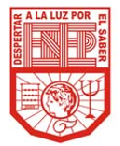 DESPERTAR A LA LUZ POR EL SABER
ENP